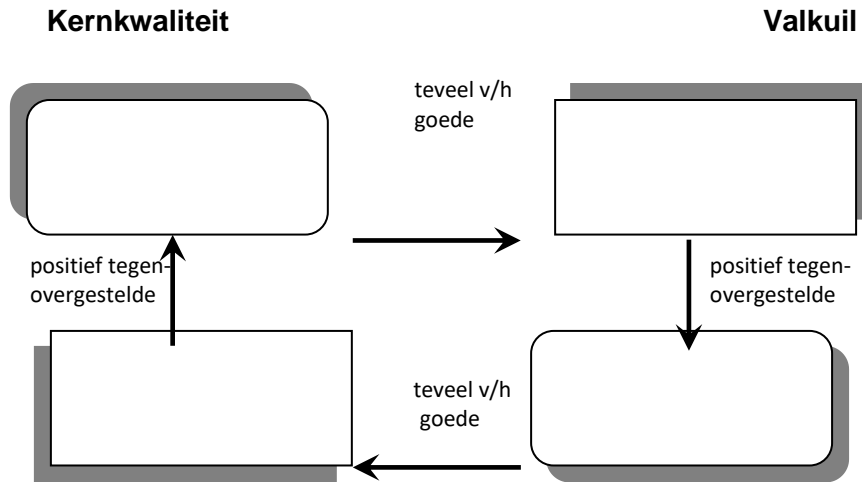 Kernkwaliteit
Valkuil
teveel v/h
goede
positief tegen-
overgestelde
positief tegen-
overgestelde
teveel v/h
goede